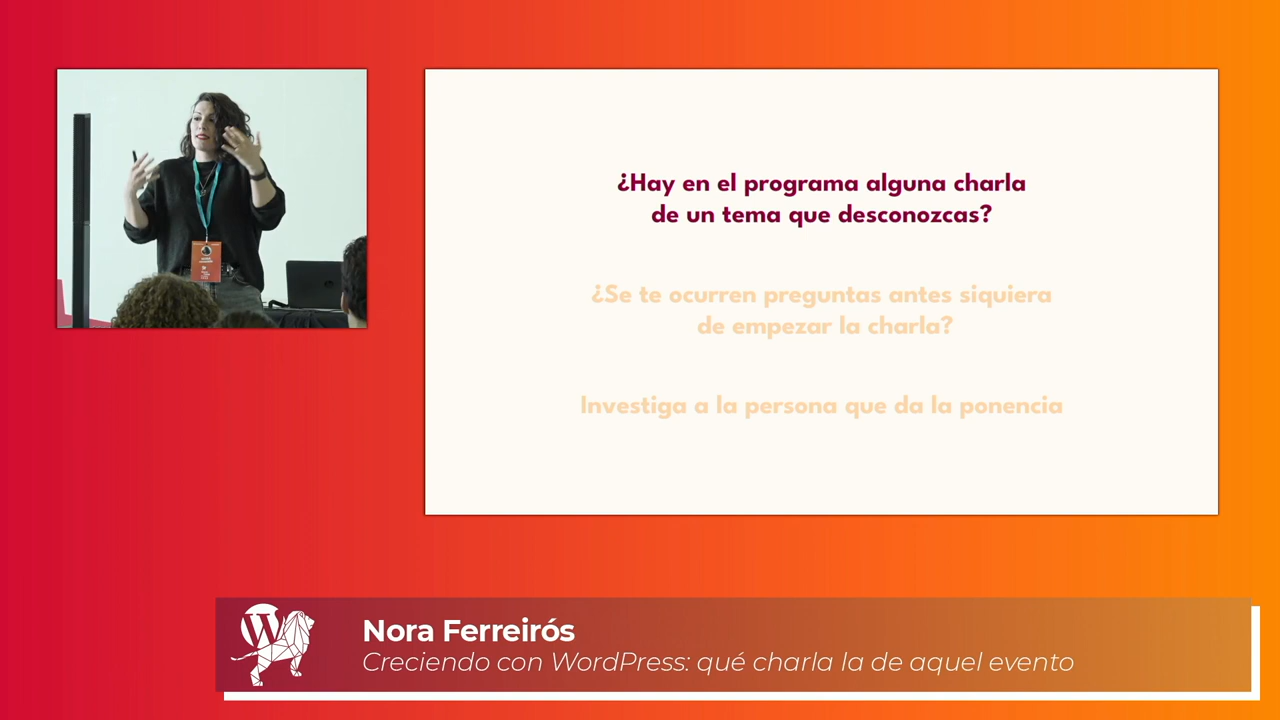 ¿Hay en el programa alguna charla
de un tema que desconozcas?
¿Se te ocurren preguntas antes siquiera
de empezar la charla?
Investiga a la persona que da la ponencia
Nora Ferreirós
Creciendo con WordPress: qué charla la de aquel evento